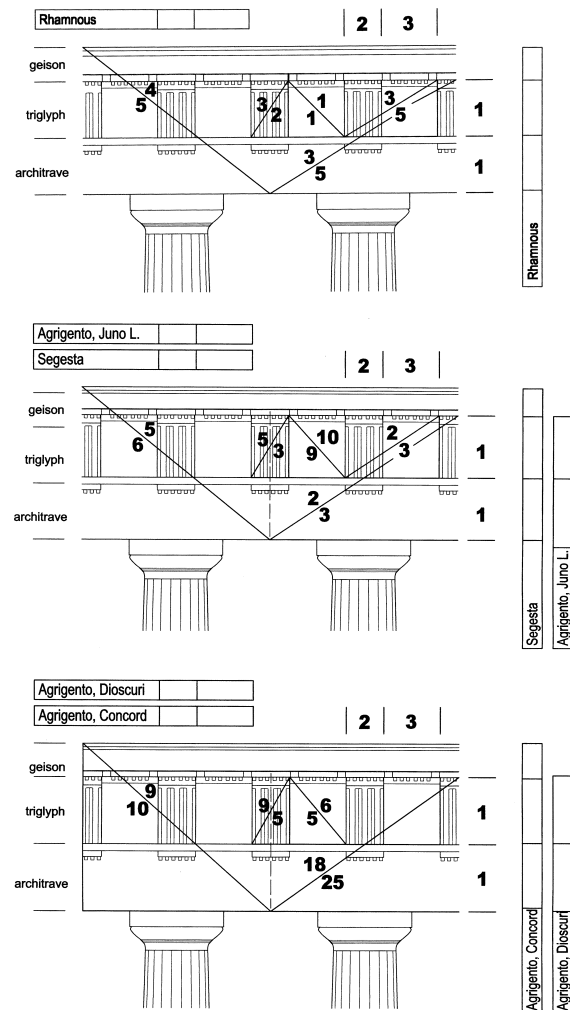 Rhamnous
2 3
geison
triglyph
architrave
4
5
3
2
1
1
3
5
3
5
1
1
Rhamnous
Agrigento, Juno L.
Segesta
2 3
geison
triglyph
architrave
5
6
5
3
10
9
2
3
2
3
1
1
Segesta
Agrigento, Juno L.
Agrigento, Dioscuri
Agrigento, Concord
2 3
geison
triglyph
architrave
9
10
9
5
6
5
18
25
1
1
Agrigento, Concord
Agrigento, Dioscuri